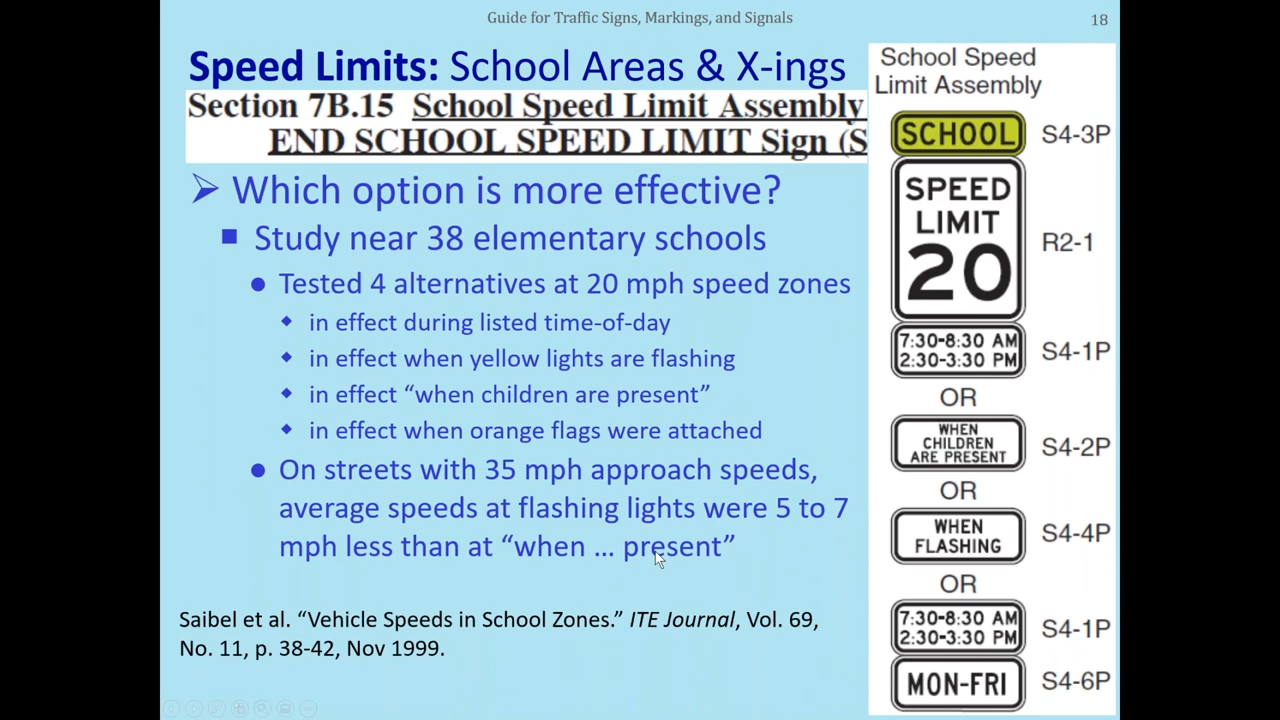 Guide for Traffic Signs, Markings, and Signals
18
Speed Limits: School Areas & X-ings
Section 7B.15 School Speed Limit Assembly
END SCHOOL SPEED LIMIT Sign (S
Which option is more effective?
Study near 38 elementary schools
Tested 4 alternatives at 20 mph speed zones
in effect during listed time-of-day
in effect when yellow lights are flashing
in effect “when children are present”
in effect when orange flags were attached
On streets with 35 mph approach speeds,
average speeds at flashing lights were 5 to 7
mph less than at “when … present”
Saibel et al. “Vehicle Speeds in School Zones.” ITE Journal, Vol. 69,
No. 11, p. 38-42, Nov 1999.
School Speed
Limit Assembly
SCHOOL S4-3P
SPEED
LIMIT
20
R2-1
7:30-8:30 AM
2:30-3:30 PM
S4-1P
OR
WHEN
CHILDREN
ARE PRESENT
S4-2P
OR
WHEN
FLASHING
S4-4P
OR
7:30-8:30 AM
2:30-3:30 PM
S4-1P
MON-FRI S4-6P